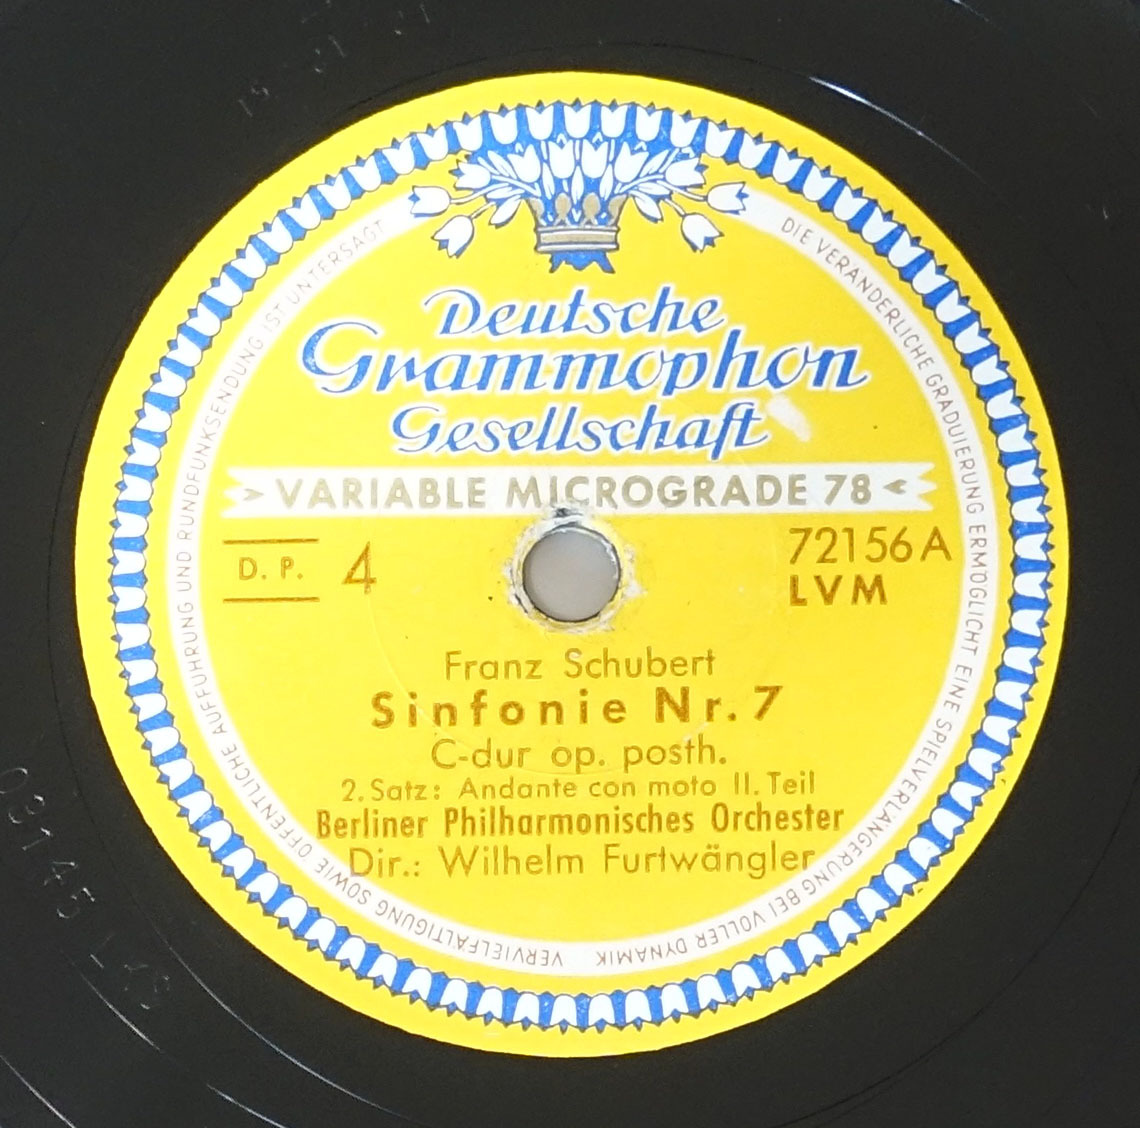 Deutsche
Grammophon
Gesellschaft
VARIABLE MICROGRADE 78
D. P. 4
72156 A
LVM
Franz Schubert
Sinfonie Nr. 7
C-dur op. posth.
2. Satz: Andante con moto II. Teil
Berliner Philharmonisches Orchester
Dir.: Wilhelm Furtwängler
DIE VERÄNDERLICHE GRADUIERUNG ERMÖGLICHT EINE SPIELVERLÄNGERUNG BEI VOLLER DYNAMIK
VERVIELFÄLTIGUNG SOWIE ÖFFENTLICHE AUFFÜHRUNG UND RUNDFUNKSENDUNG IST UNTERSAGT